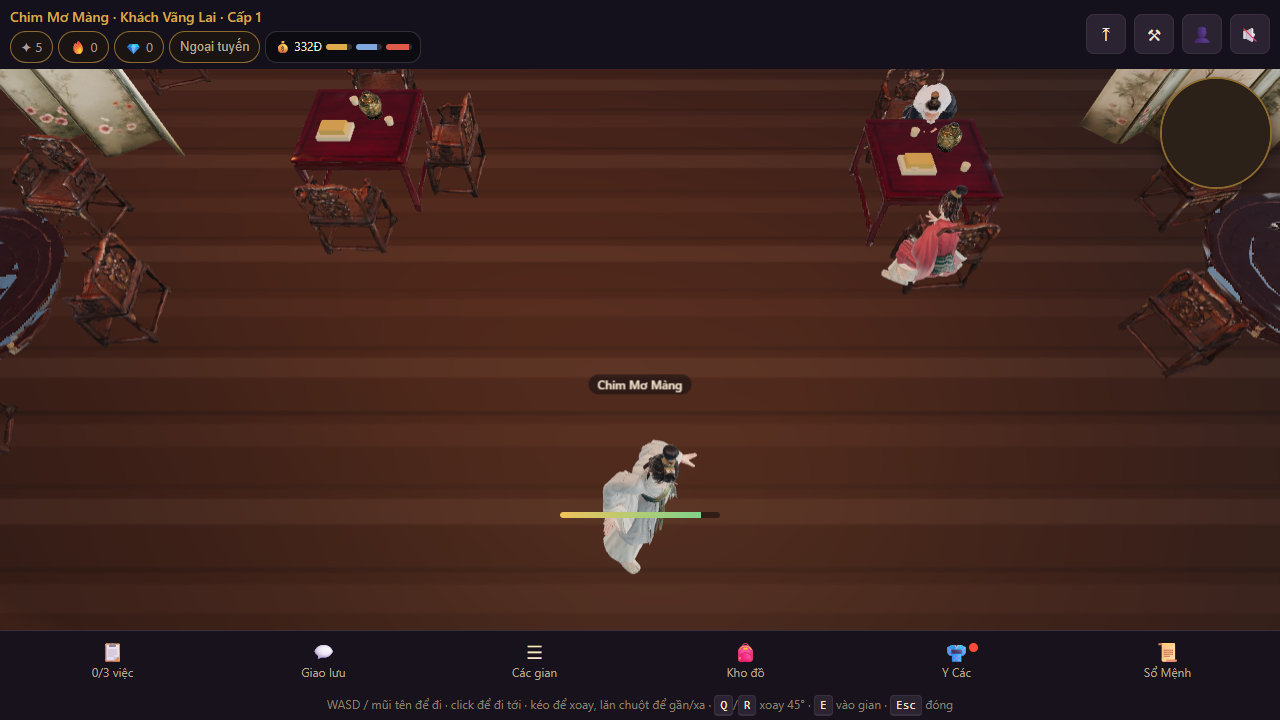 Chim Mơ Màng · Khách Vãng Lai · Cấp 1
✦ 5 0 0 Ngoại tuyến 332Đ
Chim Mơ Màng
0/3 việc Giao lưu Các gian Kho đồ Y Các Sổ Mệnh
WASD / mũi tên để đi · click để đi tới · kéo để xoay, lăn chuột để gần/xa · Q / R xoay 45° · E vào gian · Esc đóng